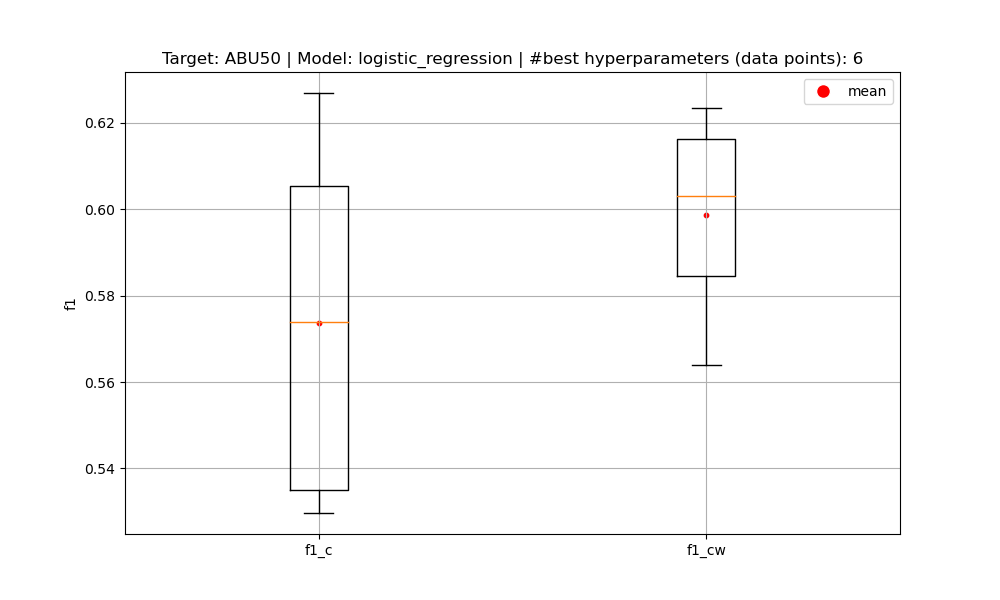 Target: ABU50 | Model: logistic_regression | #best hyperparameters (data points): 6
mean
0.62
0.60
0.58
0.56
0.54
f1
f1_c
f1_cw